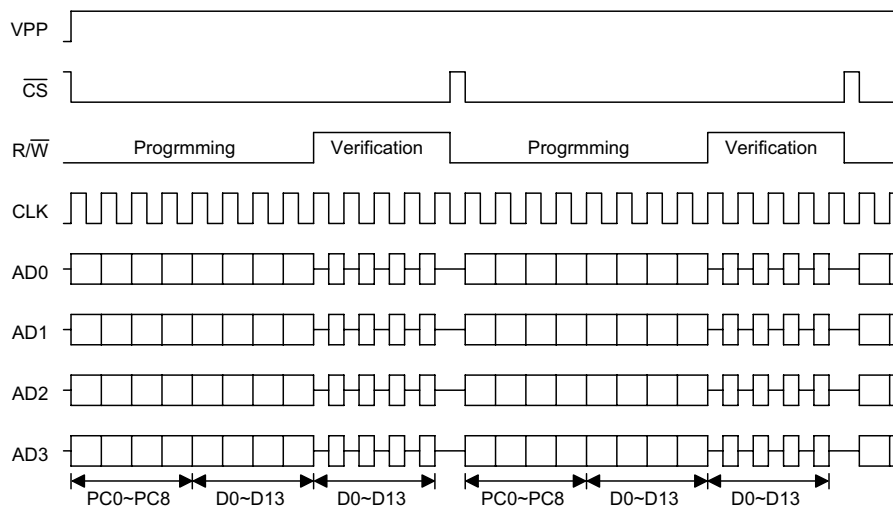 VPP
CS
R/W
Progrmming Verification Progrmming Verification
CLK
AD0
AD1
AD2
AD3
PC0~PC8 D0~D13 D0~D13 PC0~PC8 D0~D13 D0~D13